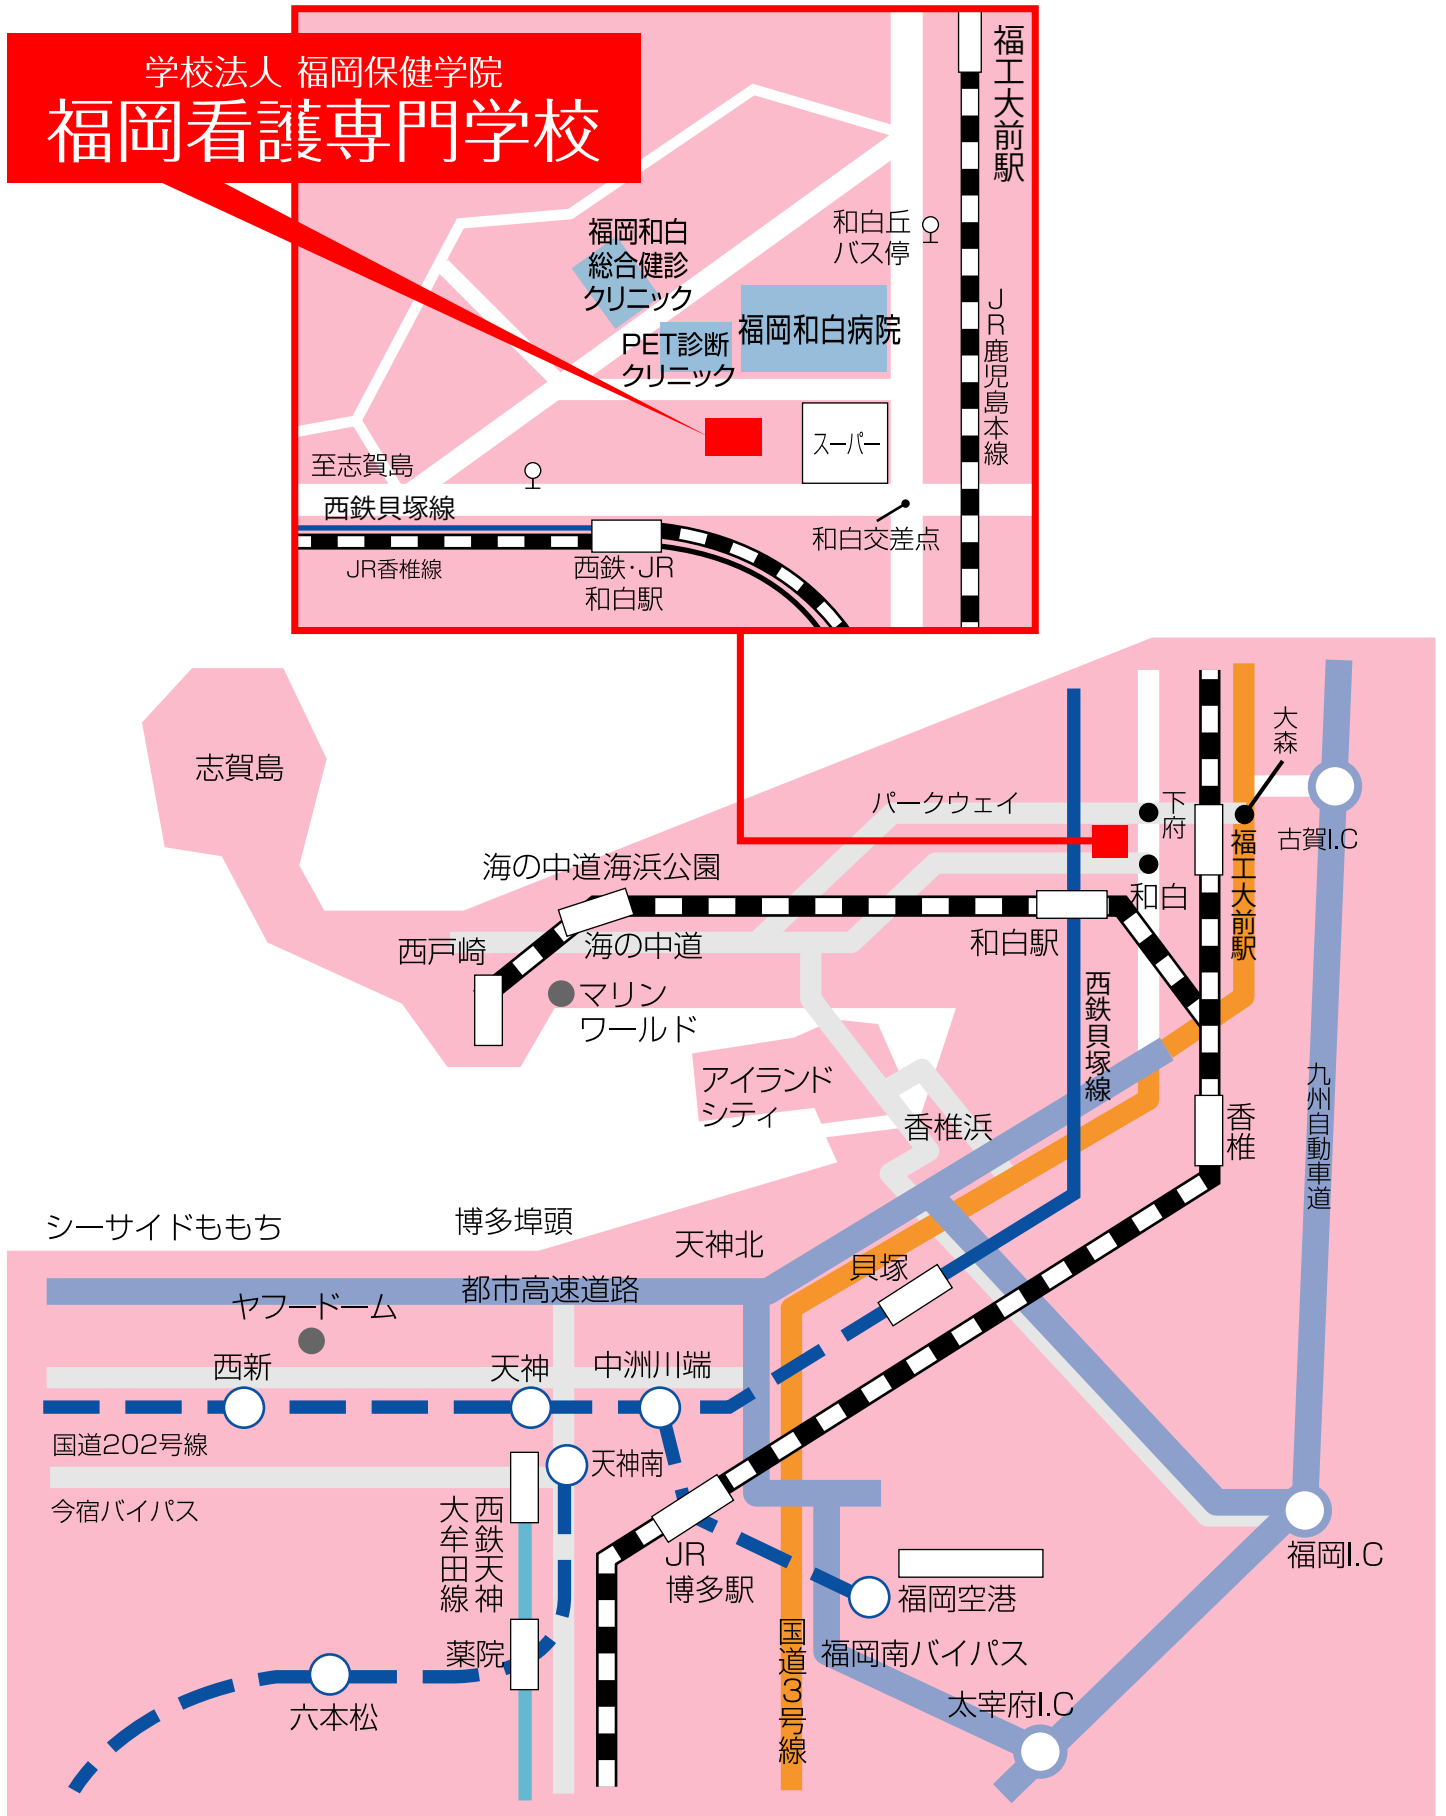 学校法人 福岡保健学院
福岡看護専門学校
福工大前駅
福岡和白
総合健診
クリニック
和白丘
バス停
福岡和白病院
PET診断
クリニック
JR鹿児島本線
スーパー
至志賀島
西鉄貝塚線
和白交差点
JR香椎線
西鉄・JR
和白駅
志賀島
大森
パークウェイ
下府
古賀I.C
福工大前駅
海の中道海浜公園
和白
西戸崎
海の中道
和白駅
マリン
ワールド
西鉄貝塚線
アイランド
シティ
香椎浜
香椎
九州自動車道
シーサイドももち
博多埠頭
天神北
貝塚
都市高速道路
ヤフードーム
西新
天神
中洲川端
国道202号線
天神南
今宿バイパス
西鉄天神
大牟田線
JR
博多駅
福岡I.C
福岡空港
国道3号線
福岡南バイパス
薬院
太宰府I.C
六本松